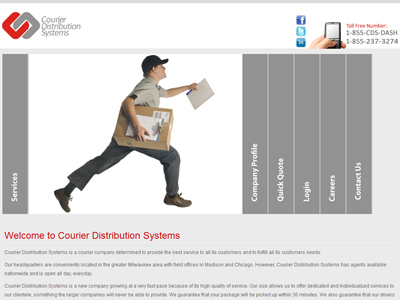 Courier
Distribution
Systems
Toll Free Number:
1-855-CDS-DASH
1-855-237-3274
Services
Company Profile
Quick Quote
Login
Careers
Contact Us
Welcome to Courier Distribution Systems
Courier Distribution Systems is a courier company determined to provide the best service to all its customers and to fulfill all its customers needs.
Our headquarters are conveniently located in the greater Milwaukee area with field offices in Madison and Chicago. However, Courier Distribution Systems has agents available
nationwide and is open all day, everyday.
Courier Distribution Systems is a new company growing at a very fast pace because of its high quality of service. Our size allows us to offer dedicated and individualized services to
our clientele, something the larger companies will never be able to provide. We guarantee that your package will be picked up within 30 minutes. We also guarantee that our drivers